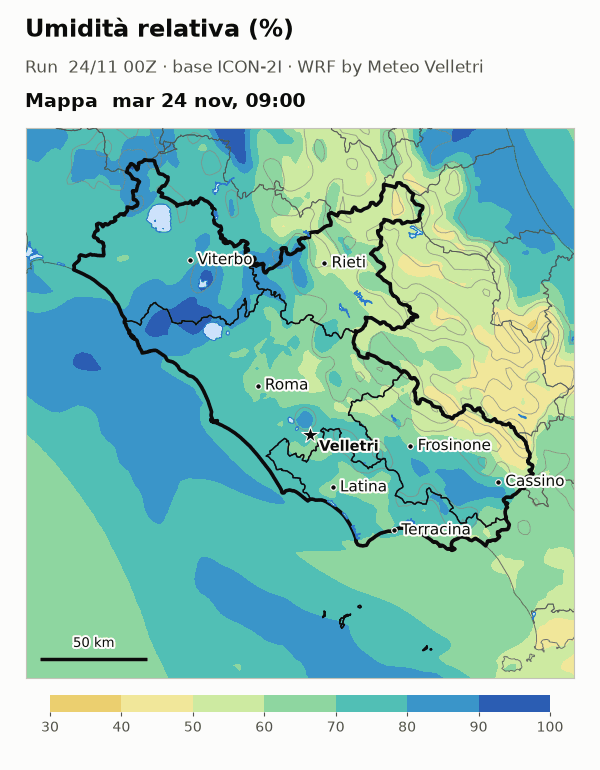 Umidità relativa (%)
Run  24/11 00Z · base ICON-2I · WRF by Meteo Velletri
Mappa  mar 24 nov, 09:00
Viterbo
Rieti
Roma
Velletri
Frosinone
Cassino
Latina
Terracina
50 km
30 40 50 60 70 80 90 100